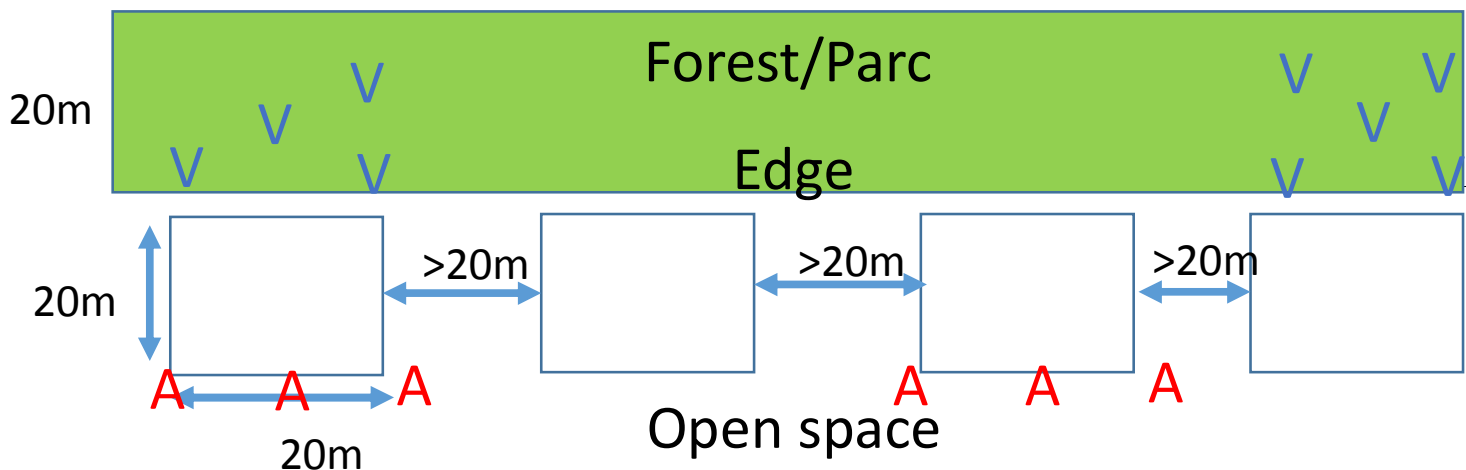 Forest/Parc
V V V
20m
V V
V V V V
Edge
>20m >20m >20m
20m
A A A A A A
Open space
20m